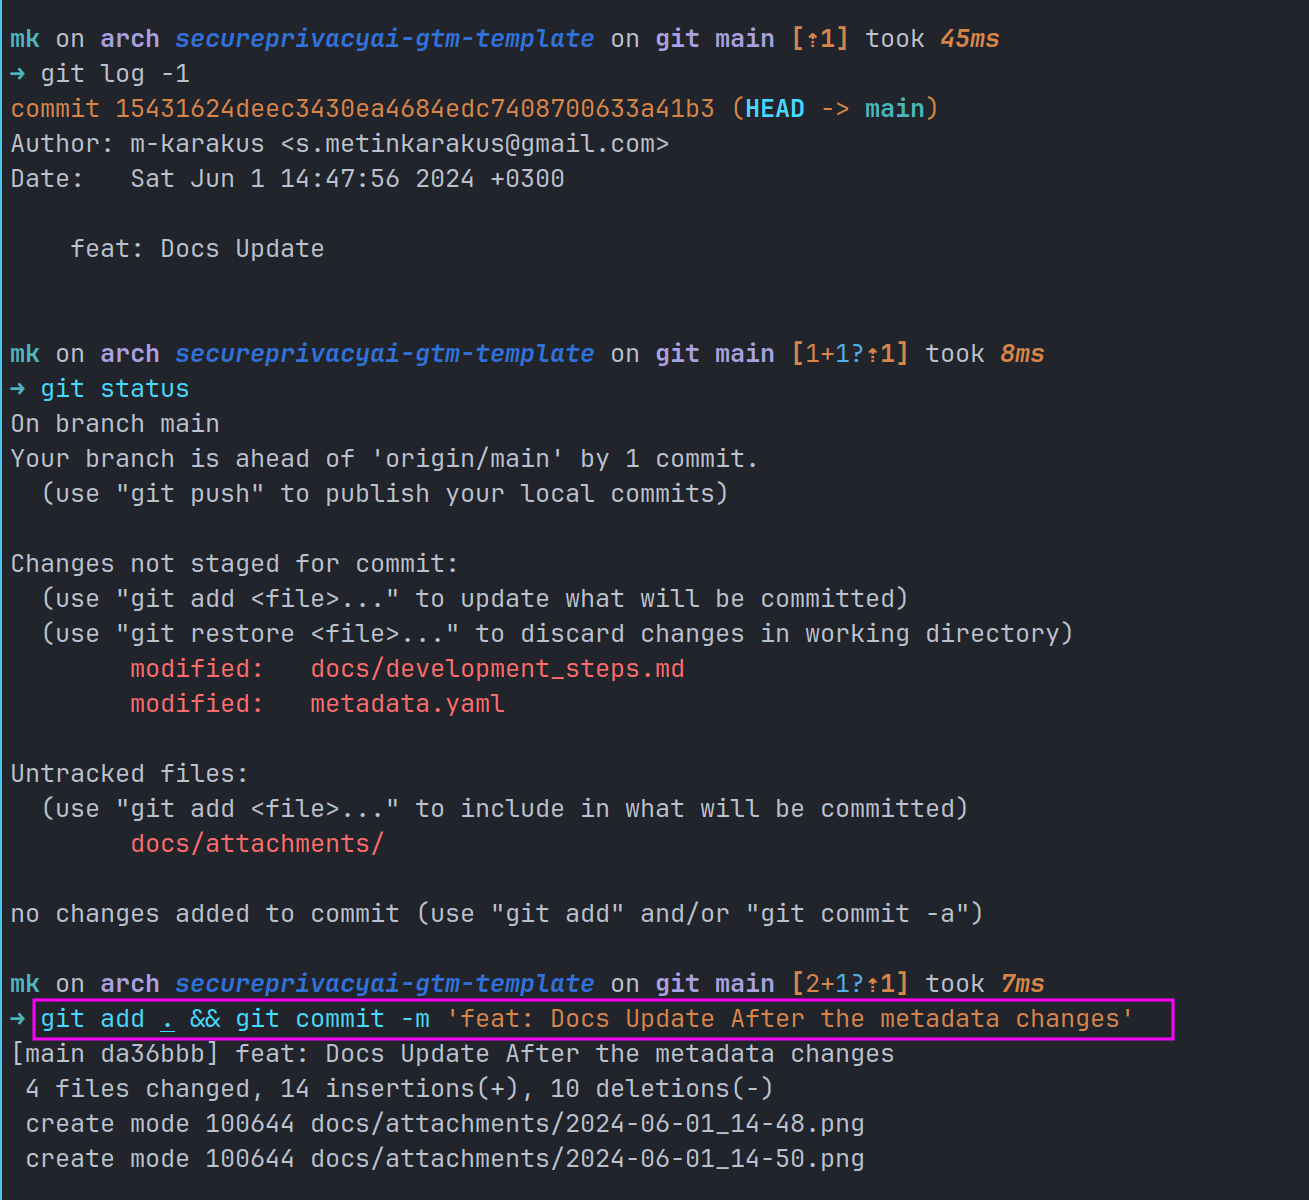 mk on arch secureprivacyai-gtm-template on git main [⇡1] took 45ms
➜ git log -1
commit 15431624deec3430ea4684edc7408700633a41b3 (HEAD -> main)
Author: m-karakus <s.metinkarakus@gmail.com>
Date:   Sat Jun 1 14:47:56 2024 +0300
    feat: Docs Update
mk on arch secureprivacyai-gtm-template on git main [1+1?⇡1] took 8ms
➜ git status
On branch main
Your branch is ahead of 'origin/main' by 1 commit.
  (use "git push" to publish your local commits)
Changes not staged for commit:
  (use "git add <file>..." to update what will be committed)
  (use "git restore <file>..." to discard changes in working directory)
        modified:   docs/development_steps.md
        modified:   metadata.yaml
Untracked files:
  (use "git add <file>..." to include in what will be committed)
        docs/attachments/
no changes added to commit (use "git add" and/or "git commit -a")
mk on arch secureprivacyai-gtm-template on git main [2+1?⇡1] took 7ms
➜ git add . && git commit -m 'feat: Docs Update After the metadata changes'
[main da36bbb] feat: Docs Update After the metadata changes
 4 files changed, 14 insertions(+), 10 deletions(-)
 create mode 100644 docs/attachments/2024-06-01_14-48.png
 create mode 100644 docs/attachments/2024-06-01_14-50.png